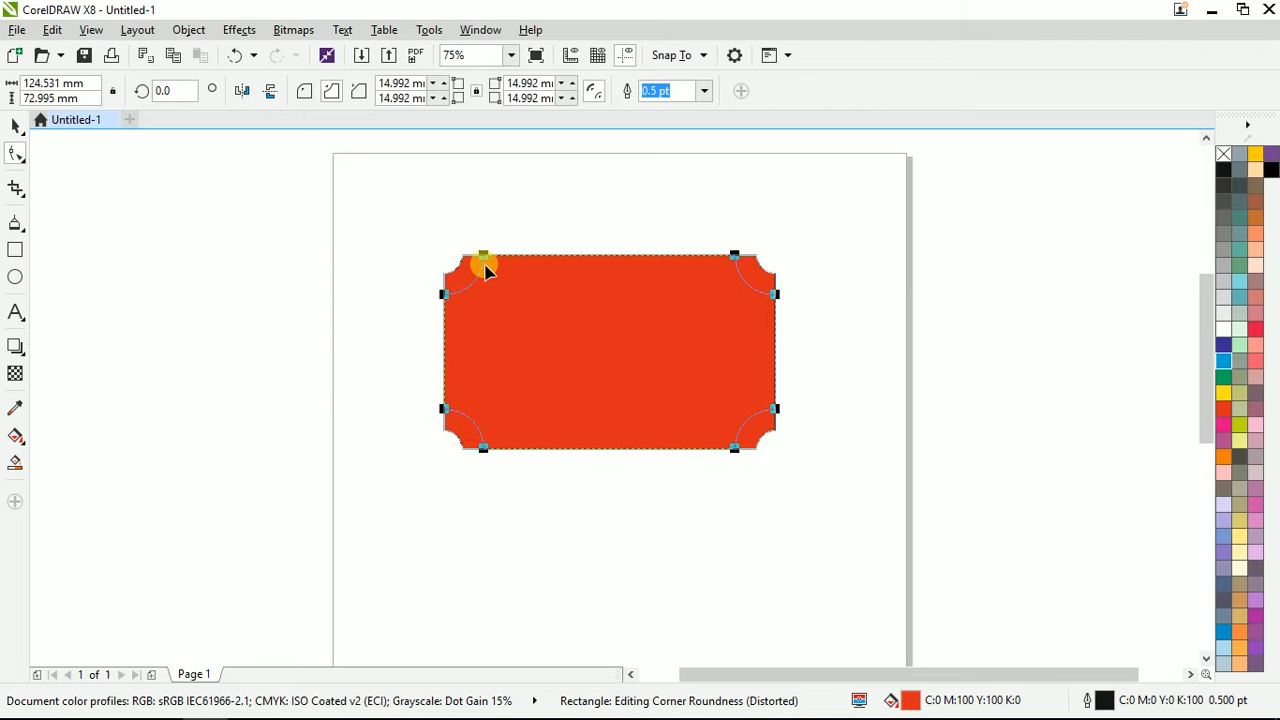 CorelDRAW X8 - Untitled-1
File Edit View Layout Object Effects Bitmaps Text Table Tools Window Help
PDF 75% Snap To
124.531 mm
72.995 mm
0.0
14.992 m
14.992 m
14.992 m
14.992 m
0.5 pt
Untitled-1
1 of 1 Page 1
Document color profiles: RGB: sRGB IEC61966-2.1; CMYK: ISO Coated v2 (ECI); Grayscale: Dot Gain 15% Rectangle: Editing Corner Roundness (Distorted) C:0 M:100 Y:100 K:0 C:0 M:0 Y:0 K:100 0.500 pt